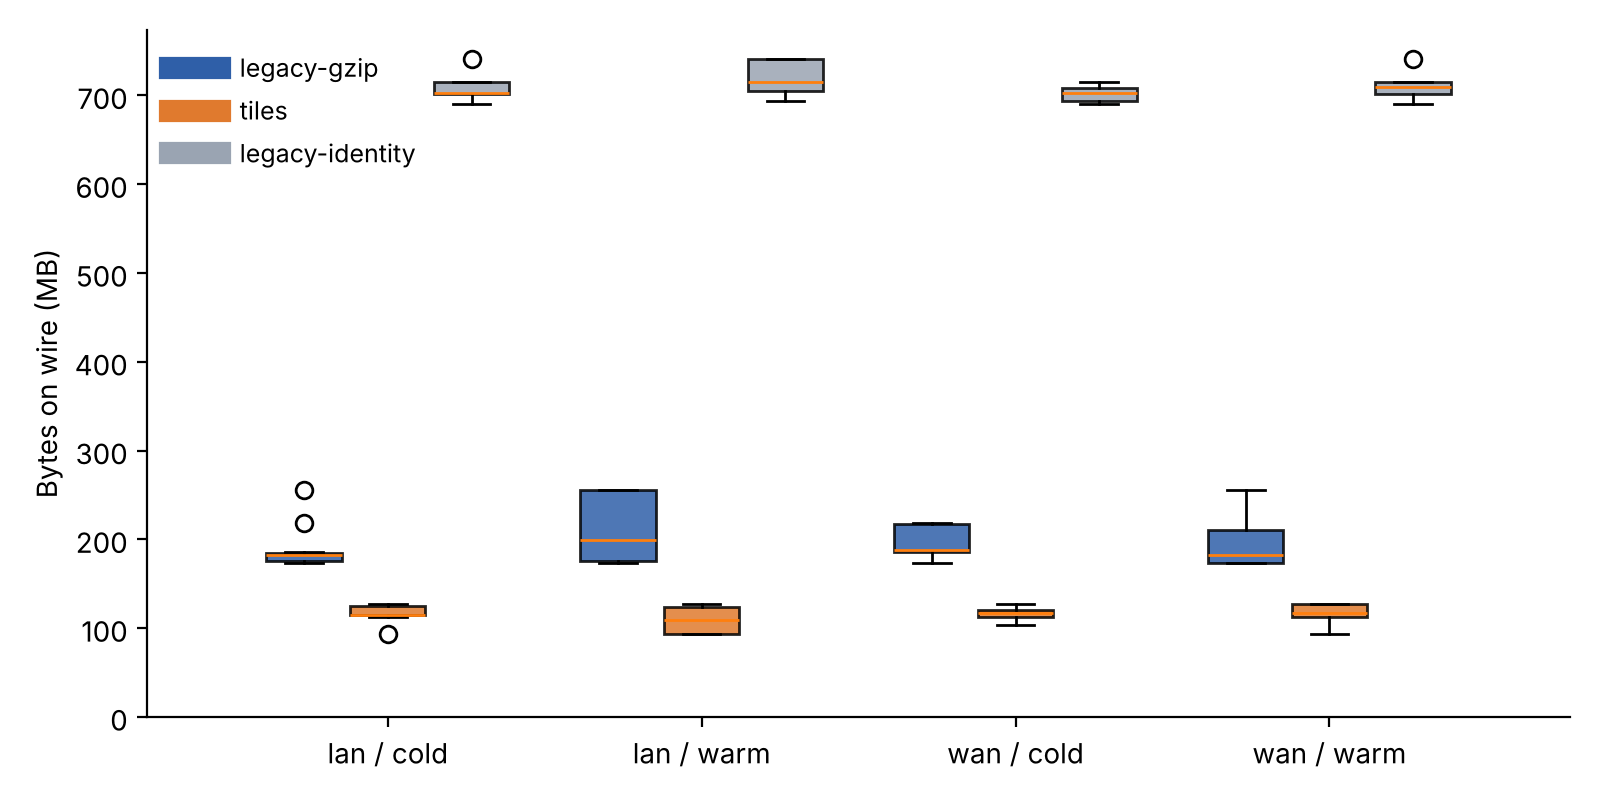 legacy-gzip
tiles
legacy-identity
Bytes on wire (MB)
700
600
500
400
300
200
100
0
lan / cold
lan / warm
wan / cold
wan / warm